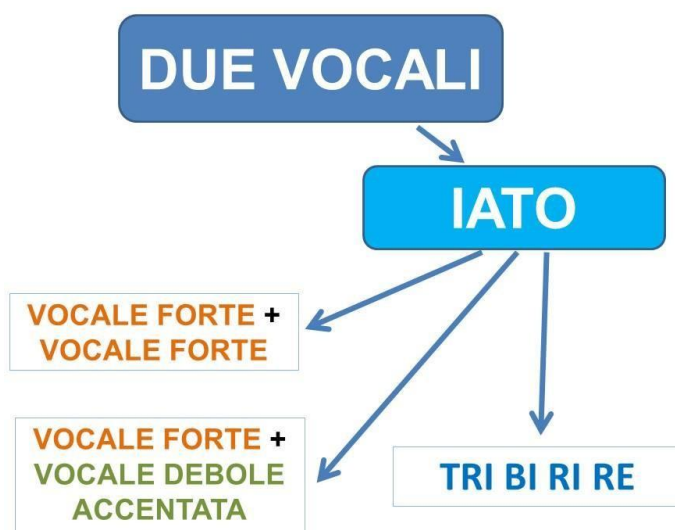 DUE VOCALI
IATO
VOCALE FORTE +
VOCALE FORTE
VOCALE FORTE +
VOCALE DEBOLE
ACCENTATA
TRI BI RI RE